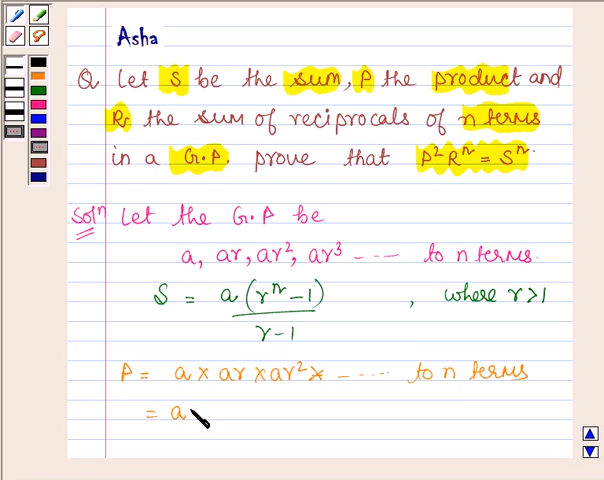 Asha
Q Let S be the sum, P the product and
R the sum of reciprocals of n terms
in a G.P. prove that P²Rⁿ = Sⁿ.
Solⁿ Let the G.P be
a, ar, ar², ar³ ---- to n terms.
S = a(rⁿ-1)/r-1 , where r>1
P = a × ar × ar² × ----- to n terms
= a